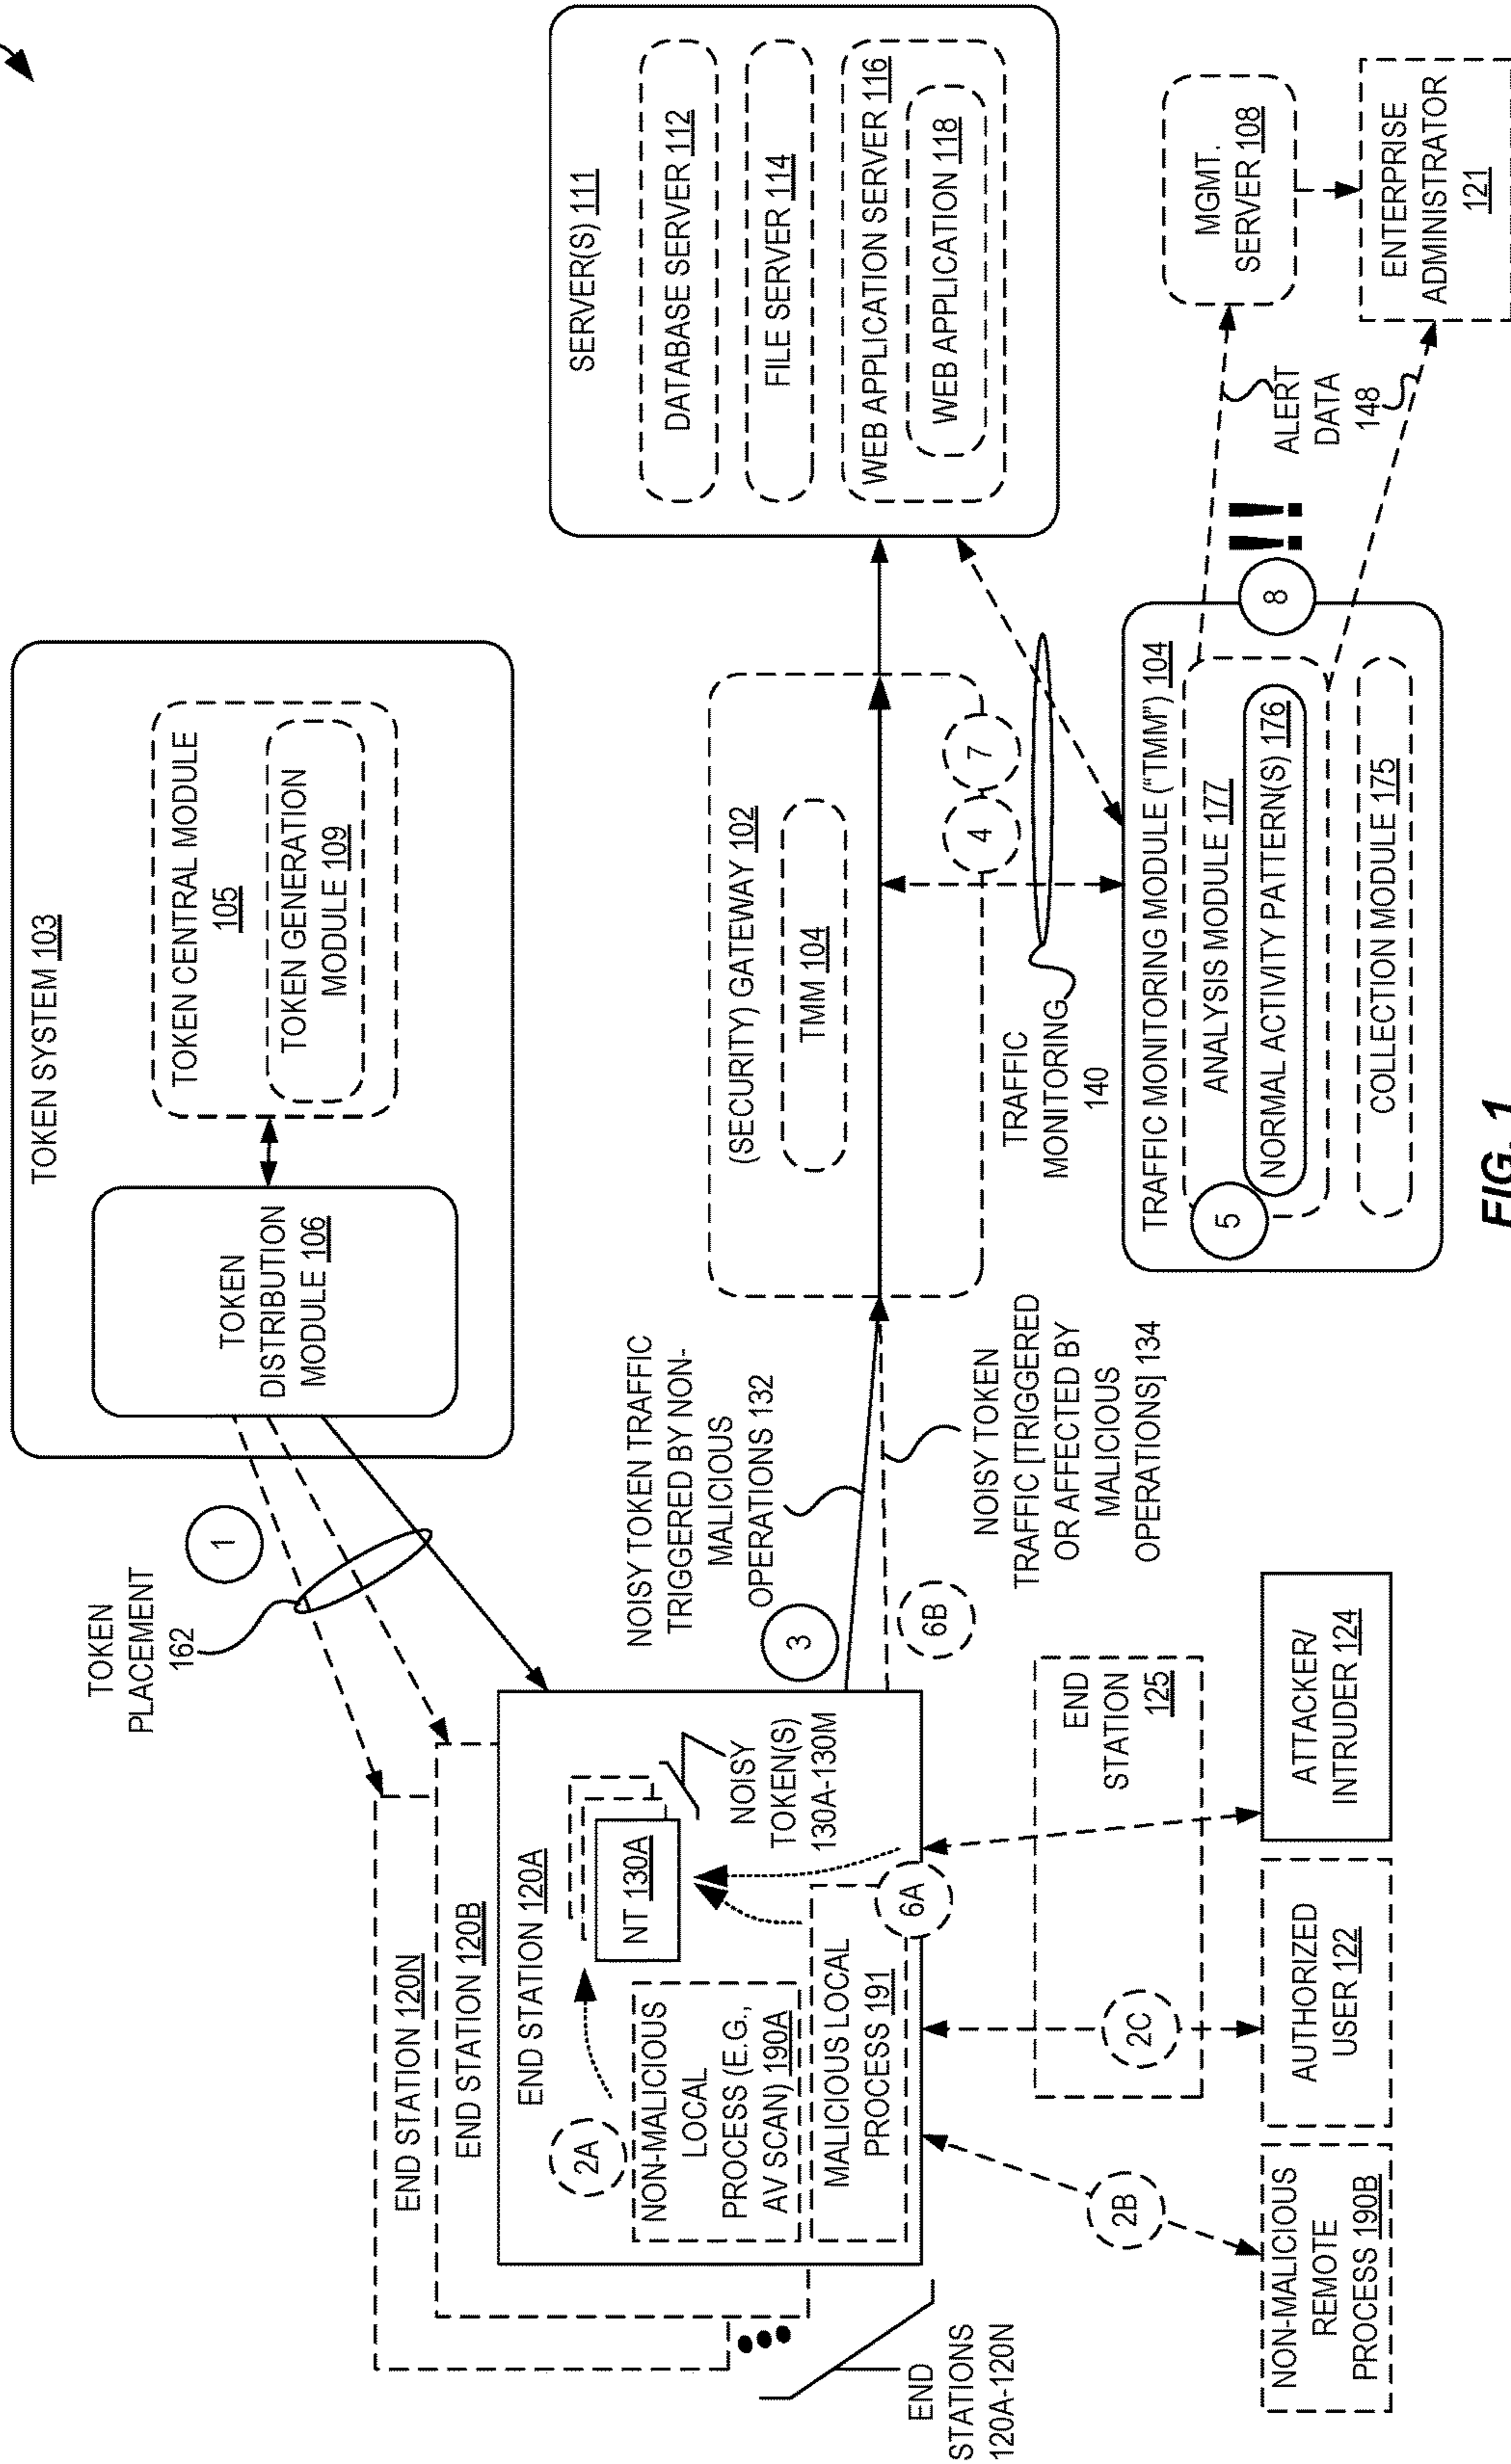 TOKEN SYSTEM 103
TOKEN
DISTRIBUTION
MODULE 106
TOKEN CENTRAL MODULE
105
TOKEN GENERATION
MODULE 109
TOKEN
PLACEMENT
162
1
END STATION 120N
END STATION 120B
END STATION 120A
NT 130A
NOISY
TOKEN(S)
130A-130M
2A
NON-MALICIOUS
LOCAL
PROCESS (E.G.,
AV SCAN) 190A
MALICIOUS LOCAL
PROCESS 191
6A
END
STATIONS
120A-120N
NOISY TOKEN TRAFFIC
TRIGGERED BY NON-
MALICIOUS
OPERATIONS 132
3
6B
NOISY TOKEN
TRAFFIC [TRIGGERED
OR AFFECTED BY
MALICIOUS
OPERATIONS] 134
(SECURITY) GATEWAY 102
TMM 104
4
7
TRAFFIC
MONITORING
140
SERVER(S) 111
DATABASE SERVER 112
FILE SERVER 114
WEB APPLICATION SERVER 116
WEB APPLICATION 118
TRAFFIC MONITORING MODULE ("TMM") 104
ANALYSIS MODULE 177
NORMAL ACTIVITY PATTERN(S) 176
5
COLLECTION MODULE 175
8
!!
ALERT
DATA
148
MGMT.
SERVER 108
ENTERPRISE
ADMINISTRATOR
121
END
STATION
125
2B
2C
NON-MALICIOUS
REMOTE
PROCESS 190B
AUTHORIZED
USER 122
ATTACKER/
INTRUDER 124
FIG. 1